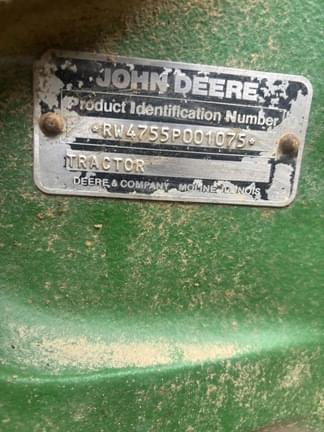 JOHN DEERE
Product Identification Number
*RW4755P001075*
TRACTOR
DEERE & COMPANY MOLINE ILLINOIS